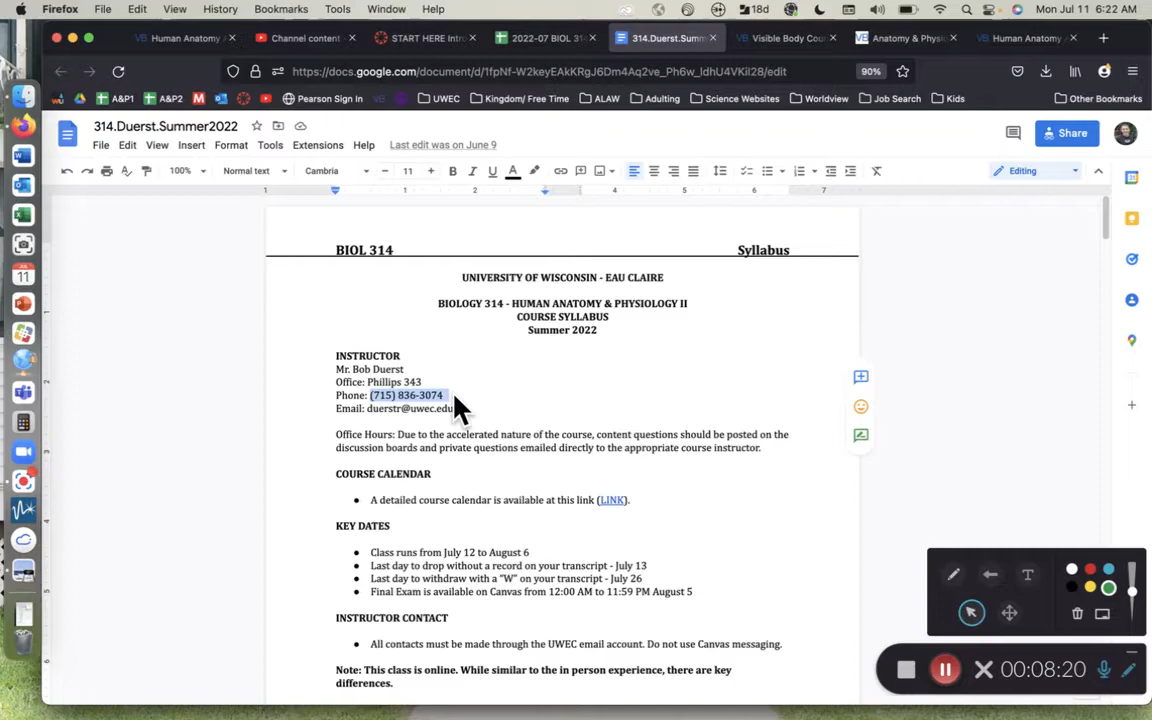 Firefox File Edit View History Bookmarks Tools Window Help 18d Mon Jul 11 6:22 AM
Human Anatomy
Channel content
START HERE Intro
2022-07 BIOL 314
314.Duerst.Summ
Visible Body Cou
Anatomy & Physi
Human Anatomy
https://docs.google.com/document/d/1fpNf-W2keyEAkKRgJ6Dm4Aq2ve_Ph6w_ldhU4VKil28/edit 90%
A&P1 A&P2 Pearson Sign In UWEC Kingdom/ Free Time ALAW Adulting Science Websites Worldview Job Search Kids Other Bookmarks
314.Duerst.Summer2022
File Edit View Insert Format Tools Extensions Help Last edit was on June 9
Share
100% Normal text Cambria 11 B I U A Editing
1 1 2 3 4 5 6 7
BIOL 314 Syllabus
UNIVERSITY OF WISCONSIN - EAU CLAIRE
BIOLOGY 314 - HUMAN ANATOMY & PHYSIOLOGY II
COURSE SYLLABUS
Summer 2022
INSTRUCTOR
Mr. Bob Duerst
Office: Phillips 343
Phone: (715) 836-3074
Email: duerstr@uwec.edu
Office Hours: Due to the accelerated nature of the course, content questions should be posted on the
discussion boards and private questions emailed directly to the appropriate course instructor.
COURSE CALENDAR
● A detailed course calendar is available at this link (LINK).
KEY DATES
● Class runs from July 12 to August 6
● Last day to drop without a record on your transcript - July 13
● Last day to withdraw with a "W" on your transcript - July 26
● Final Exam is available on Canvas from 12:00 AM to 11:59 PM August 5
INSTRUCTOR CONTACT
● All contacts must be made through the UWEC email account. Do not use Canvas messaging.
Note: This class is online. While similar to the in person experience, there are key
differences.
00:08:20